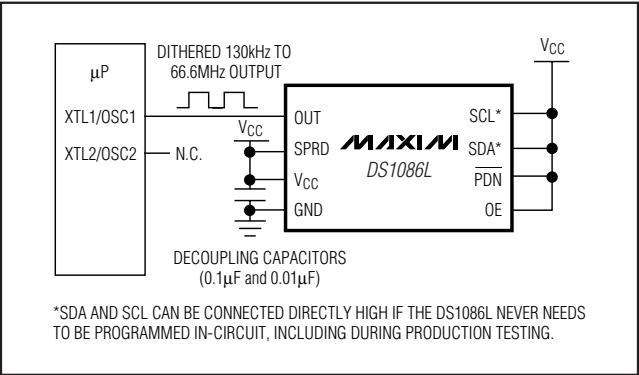 DITHERED 130kHz TO
66.6MHz OUTPUT
VCC
µP
XTL1/OSC1
XTL2/OSC2
N.C.
VCC
OUT
SPRD
VCC
GND
MAXIM
DS1086L
SCL*
SDA*
PDN
OE
DECOUPLING CAPACITORS
(0.1µF and 0.01µF)
*SDA AND SCL CAN BE CONNECTED DIRECTLY HIGH IF THE DS1086L NEVER NEEDS
TO BE PROGRAMMED IN-CIRCUIT, INCLUDING DURING PRODUCTION TESTING.